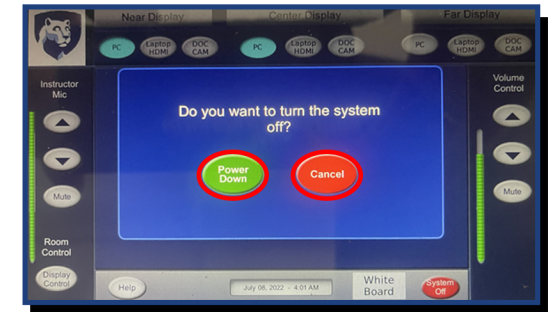 Near Display
Center Display
Far Display
PC
Laptop
HDMI
DOC
CAM
PC
Laptop
HDMI
DOC
CAM
PC
Laptop
HDMI
DOC
CAM
Instructor
Mic
Mute
Room
Control
Display
Control
Do you want to turn the system
off?
Power
Down
Cancel
Volume
Control
Mute
Help
July 08, 2022 - 4:01 AM
White
Board
System
Off